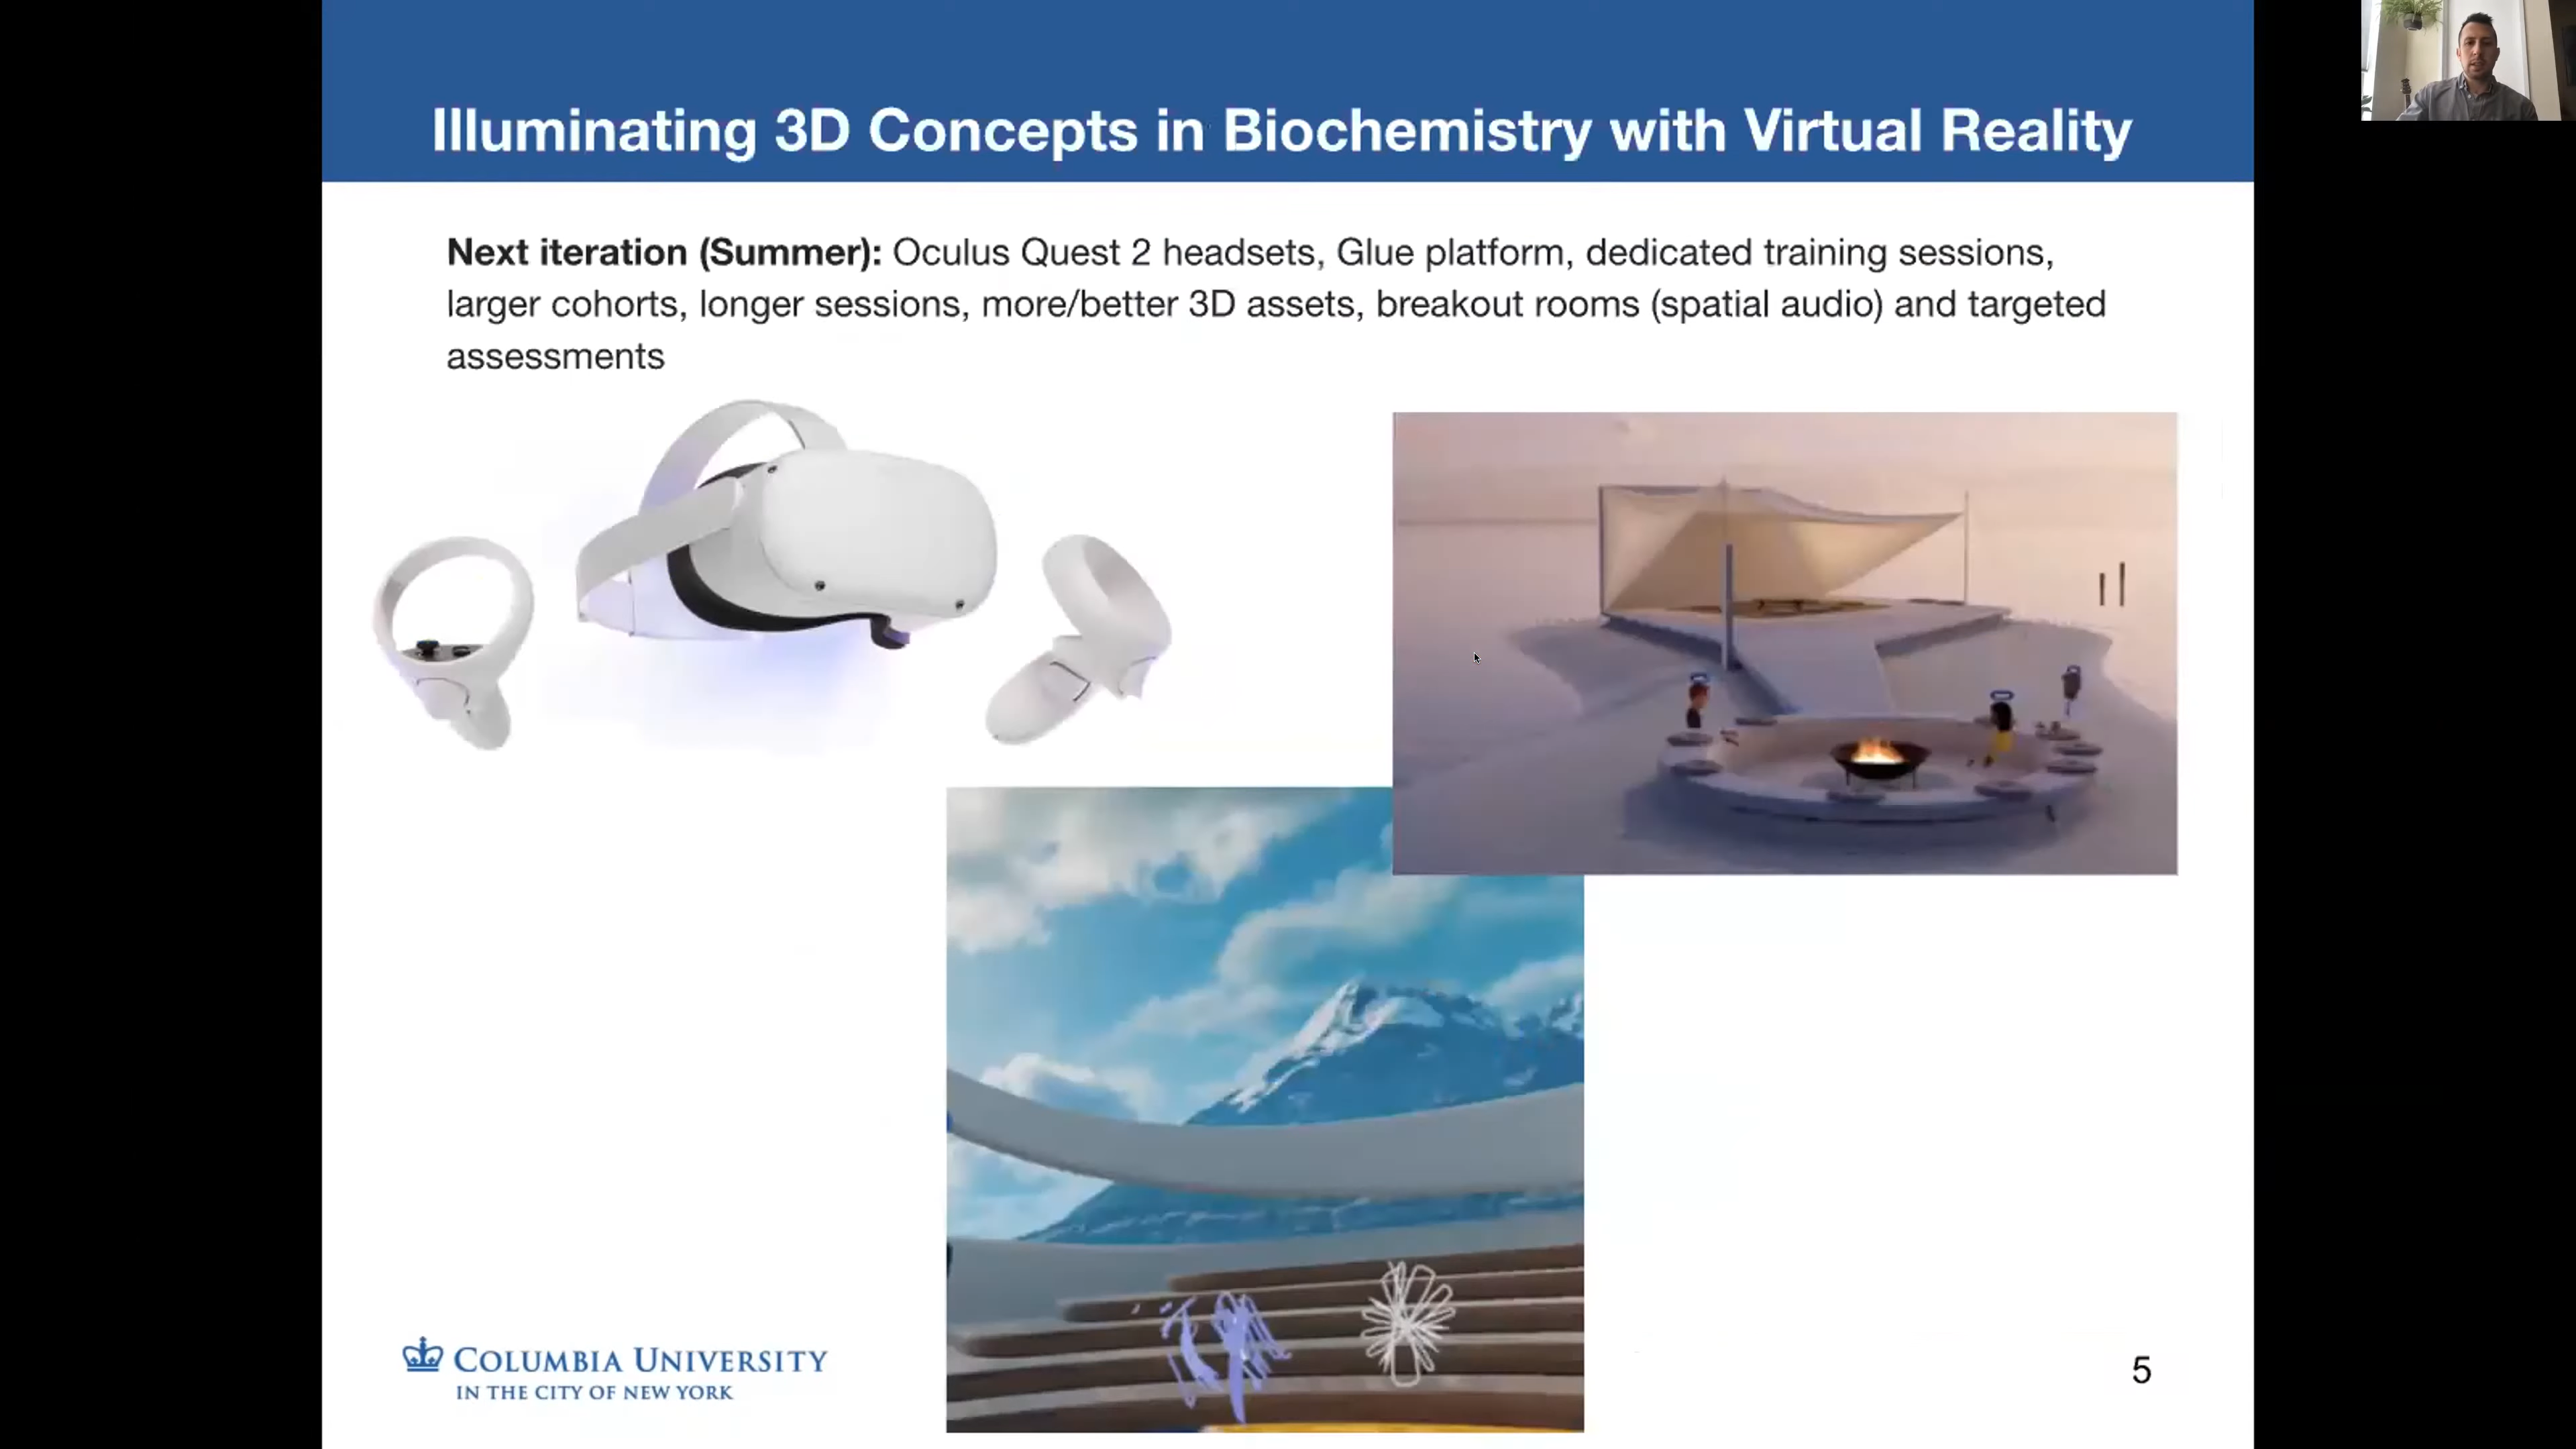 Illuminating 3D Concepts in Biochemistry with Virtual Reality
Next iteration (Summer): Oculus Quest 2 headsets, Glue platform, dedicated training sessions,
larger cohorts, longer sessions, more/better 3D assets, breakout rooms (spatial audio) and targeted
assessments
COLUMBIA UNIVERSITY
IN THE CITY OF NEW YORK
5